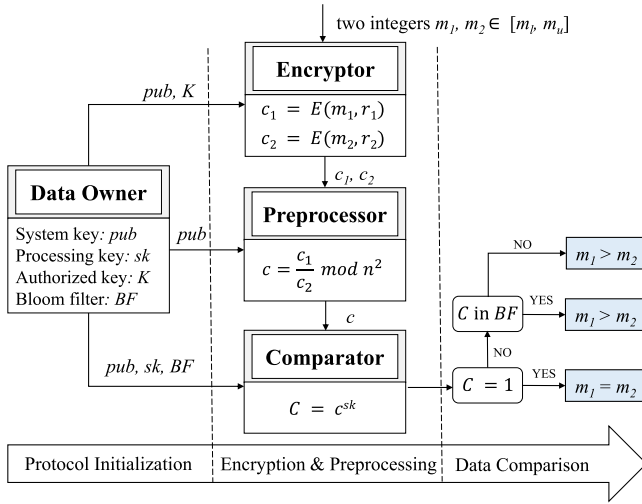 two integers m₁, m₂ ∈ [mₗ, mᵤ]
Encryptor
c₁ = E(m₁, r₁)
c₂ = E(m₂, r₂)
pub, K
c₁, c₂
Data Owner
System key: pub
Processing key: sk
Authorized key: K
Bloom filter: BF
pub
Preprocessor
c = c₁/c₂ mod n²
c
pub, sk, BF
Comparator
C = c^sk
C = 1
YES
m₁ = m₂
NO
C in BF
YES
m₁ > m₂
NO
m₁ > m₂
Protocol Initialization
Encryption & Preprocessing
Data Comparison